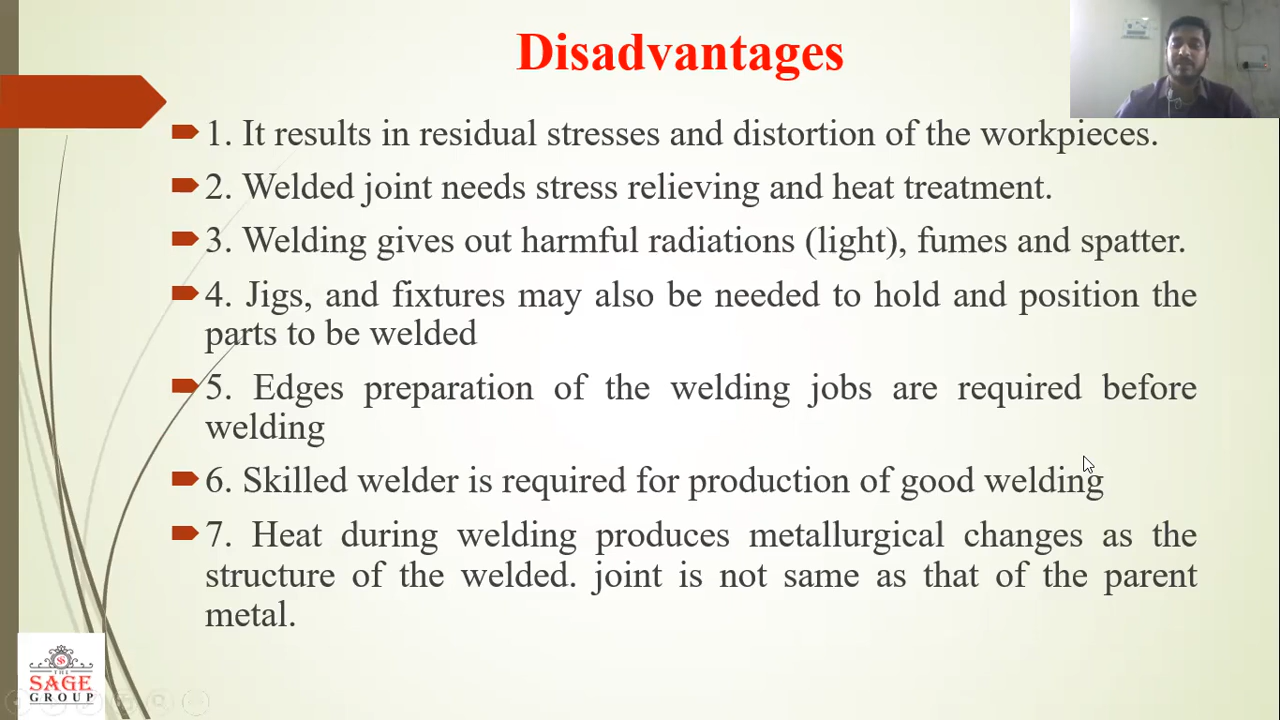 Disadvantages
1. It results in residual stresses and distortion of the workpieces.
2. Welded joint needs stress relieving and heat treatment.
3. Welding gives out harmful radiations (light), fumes and spatter.
4. Jigs, and fixtures may also be needed to hold and position the
parts to be welded
5. Edges preparation of the welding jobs are required before
welding
6. Skilled welder is required for production of good welding
7. Heat during welding produces metallurgical changes as the
structure of the welded. joint is not same as that of the parent
metal.
THE
SAGE
GROUP